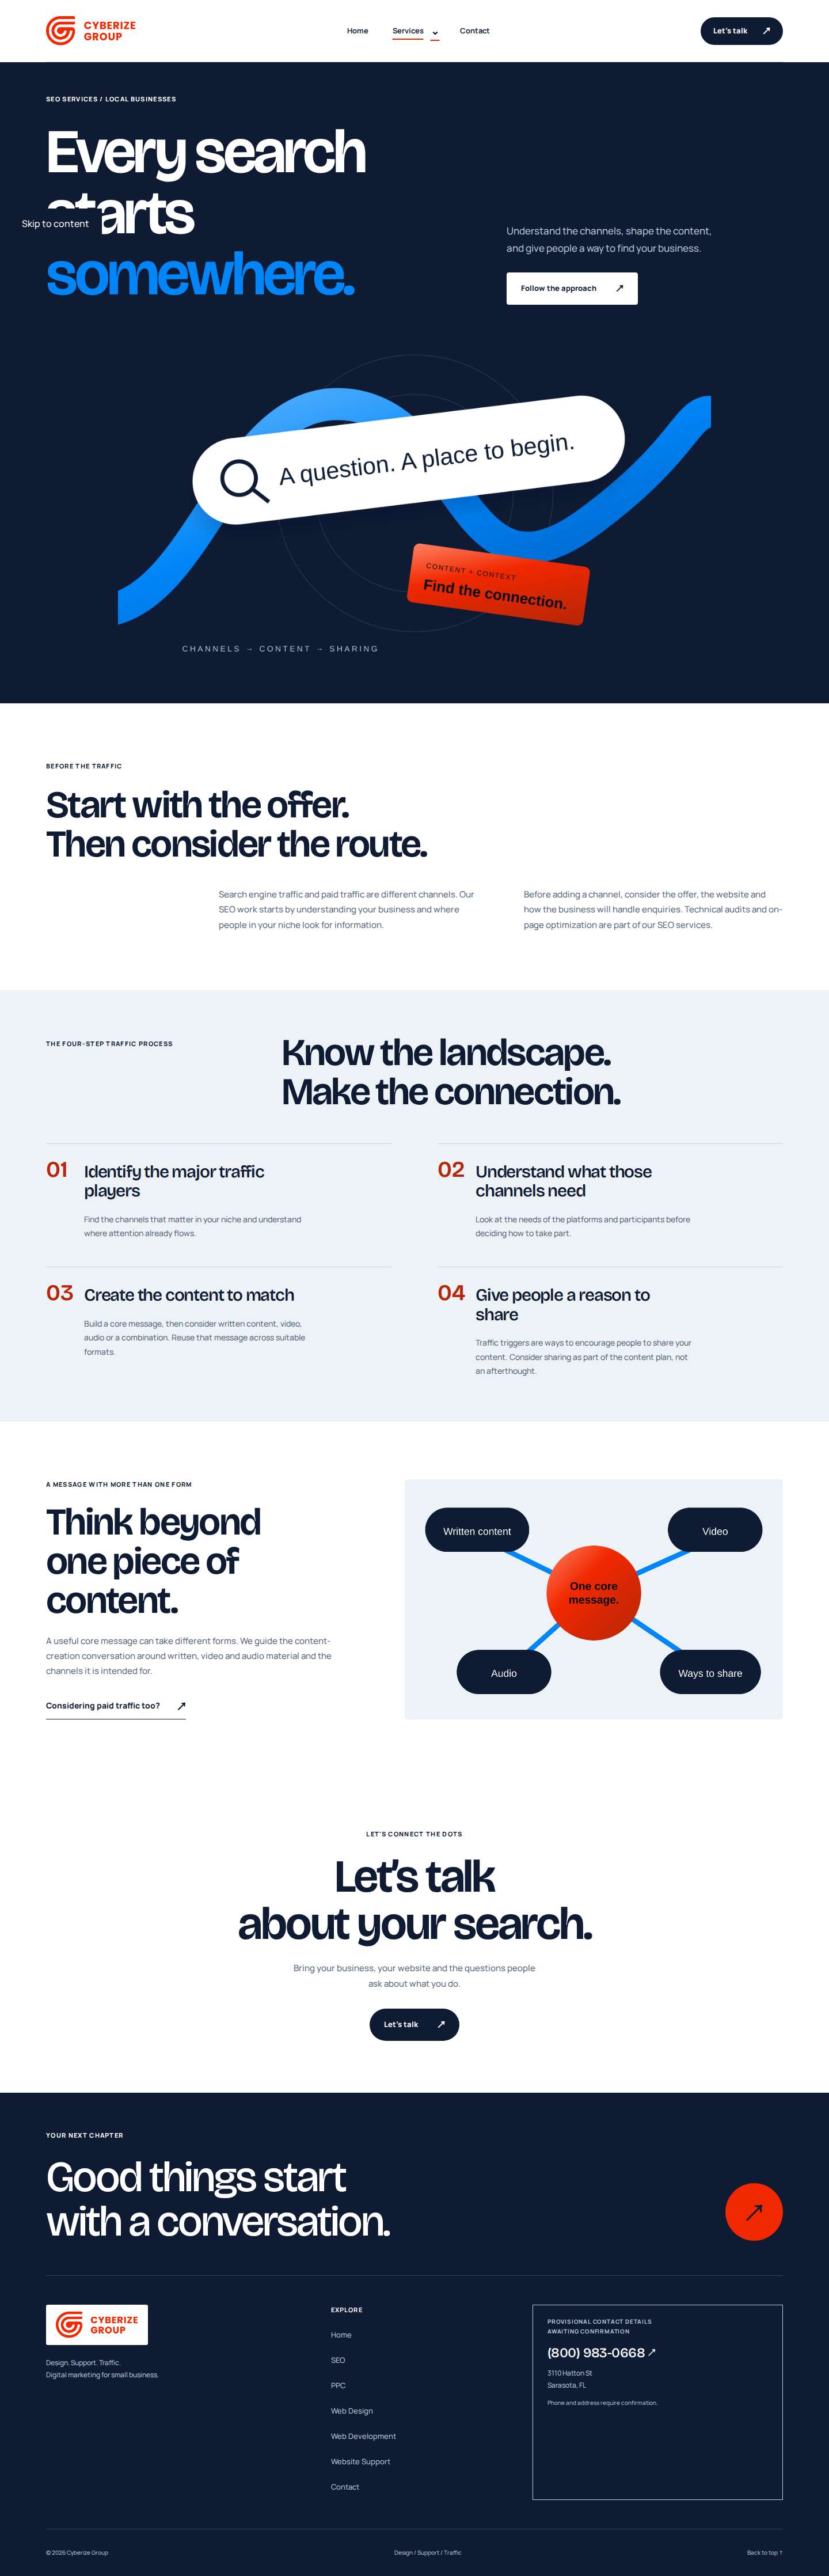 CYBERIZE
GROUP
Home
Services
Contact
Let's talk ↗
SEO SERVICES / LOCAL BUSINESSES
Every search
starts
somewhere.
Skip to content
Understand the channels, shape the content,
and give people a way to find your business.
Follow the approach ↗
A question. A place to begin.
CONTENT + CONTEXT
Find the connection.
CHANNELS → CONTENT → SHARING
BEFORE THE TRAFFIC
Start with the offer.
Then consider the route.
Search engine traffic and paid traffic are different channels. Our
SEO work starts by understanding your business and where
people in your niche look for information.
Before adding a channel, consider the offer, the website and
how the business will handle enquiries. Technical audits and on-
page optimization are part of our SEO services.
THE FOUR-STEP TRAFFIC PROCESS
Know the landscape.
Make the connection.
01
Identify the major traffic
players
Find the channels that matter in your niche and understand
where attention already flows.
02
Understand what those
channels need
Look at the needs of the platforms and participants before
deciding how to take part.
03
Create the content to match
Build a core message, then consider written content, video,
audio or a combination. Reuse that message across suitable
formats.
04
Give people a reason to
share
Traffic triggers are ways to encourage people to share your
content. Consider sharing as part of the content plan, not
an afterthought.
A MESSAGE WITH MORE THAN ONE FORM
Think beyond
one piece of
content.
A useful core message can take different forms. We guide the content-
creation conversation around written, video and audio material and the
channels it is intended for.
Considering paid traffic too? ↗
Written content
Video
One core
message.
Audio
Ways to share
LET'S CONNECT THE DOTS
Let's talk
about your search.
Bring your business, your website and the questions people
ask about what you do.
Let's talk ↗
YOUR NEXT CHAPTER
Good things start
with a conversation.
↗
CYBERIZE
GROUP
Design. Support. Traffic.
Digital marketing for small business.
EXPLORE
Home
SEO
PPC
Web Design
Web Development
Website Support
Contact
PROVISIONAL CONTACT DETAILS
AWAITING CONFIRMATION
(800) 983-0668 ↗
3110 Hatton St
Sarasota, FL
Phone and address require confirmation.
© 2026 Cyberize Group
Design / Support / Traffic
Back to top ↑